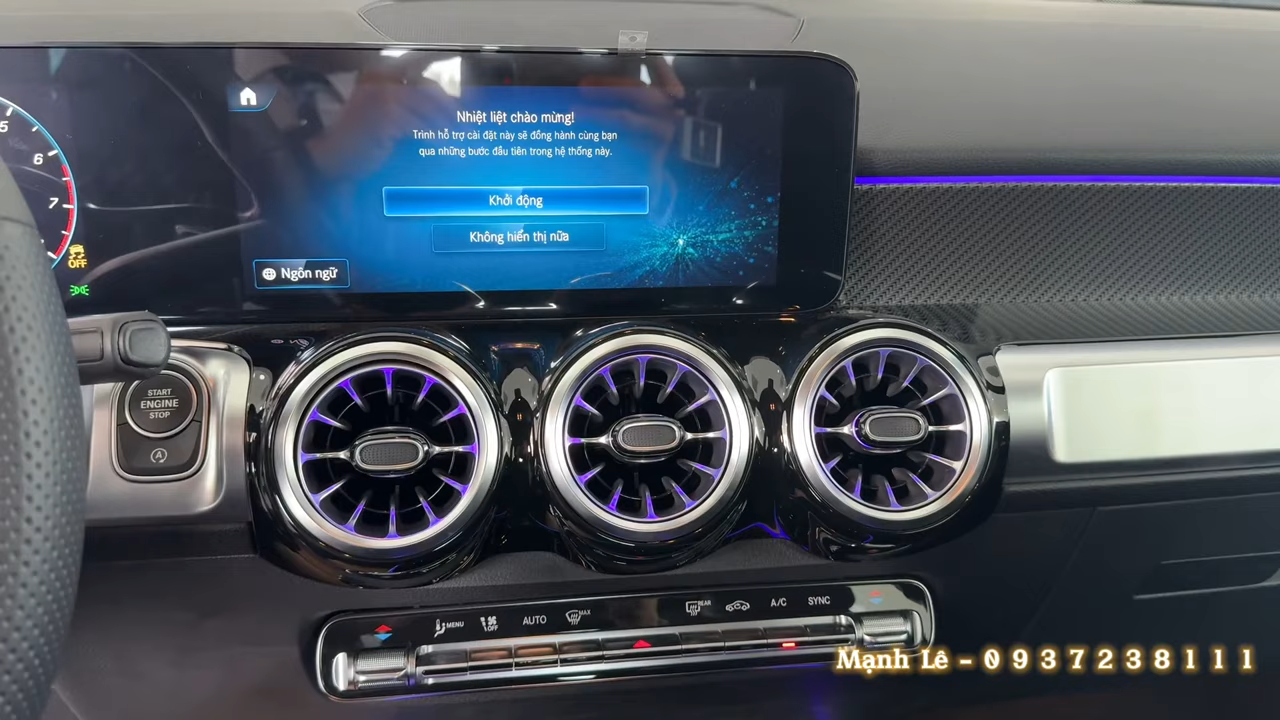 Nhiệt liệt chào mừng!
Trình hỗ trợ cài đặt này sẽ đồng hành cùng bạn
qua những bước đầu tiên trong hệ thống này.
Khởi động
Không hiển thị nữa
Ngôn ngữ
5
6
7
OFF
START
ENGINE
STOP
A
MENU
OFF
AUTO
MAX
REAR
A/C
SYNC
Mạnh Lê - 0937238111